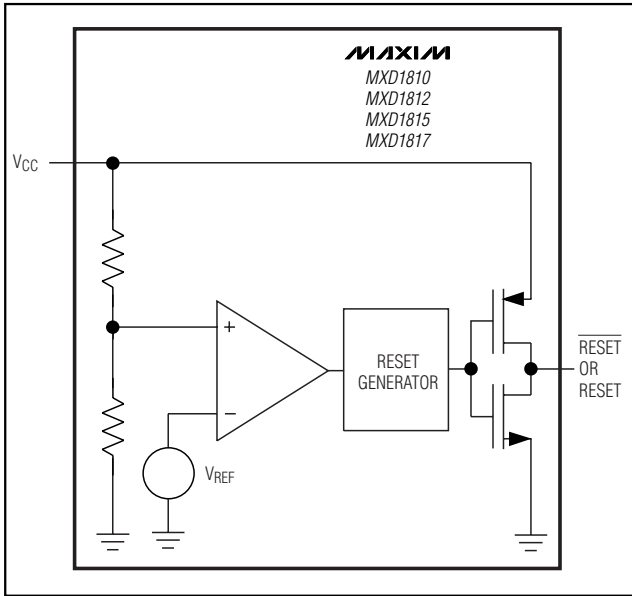 MAXIM
MXD1810
MXD1812
MXD1815
MXD1817
VCC
+
RESET
GENERATOR
−
VREF
RESET
OR
RESET